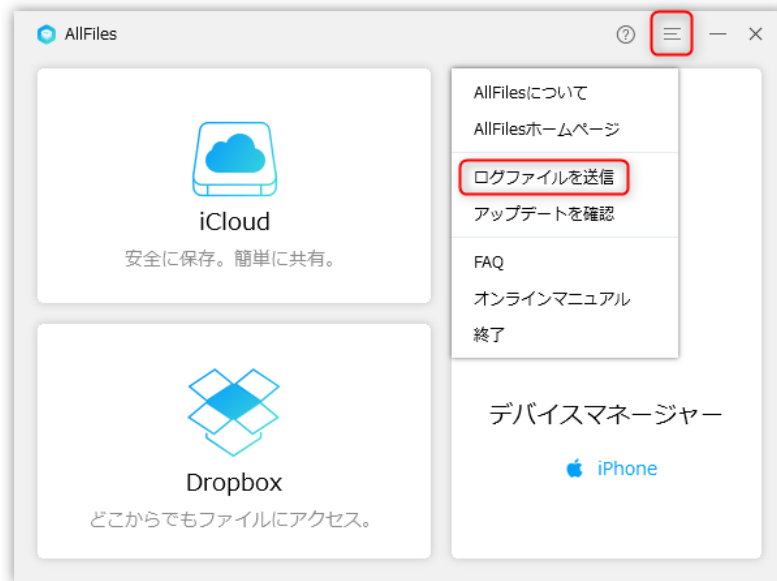 AllFiles
AllFilesについて
AllFilesホームページ
ログファイルを送信
アップデートを確認
FAQ
オンラインマニュアル
終了
iCloud
安全に保存。簡単に共有。
Dropbox
どこからでもファイルにアクセス。
デバイスマネージャー
iPhone